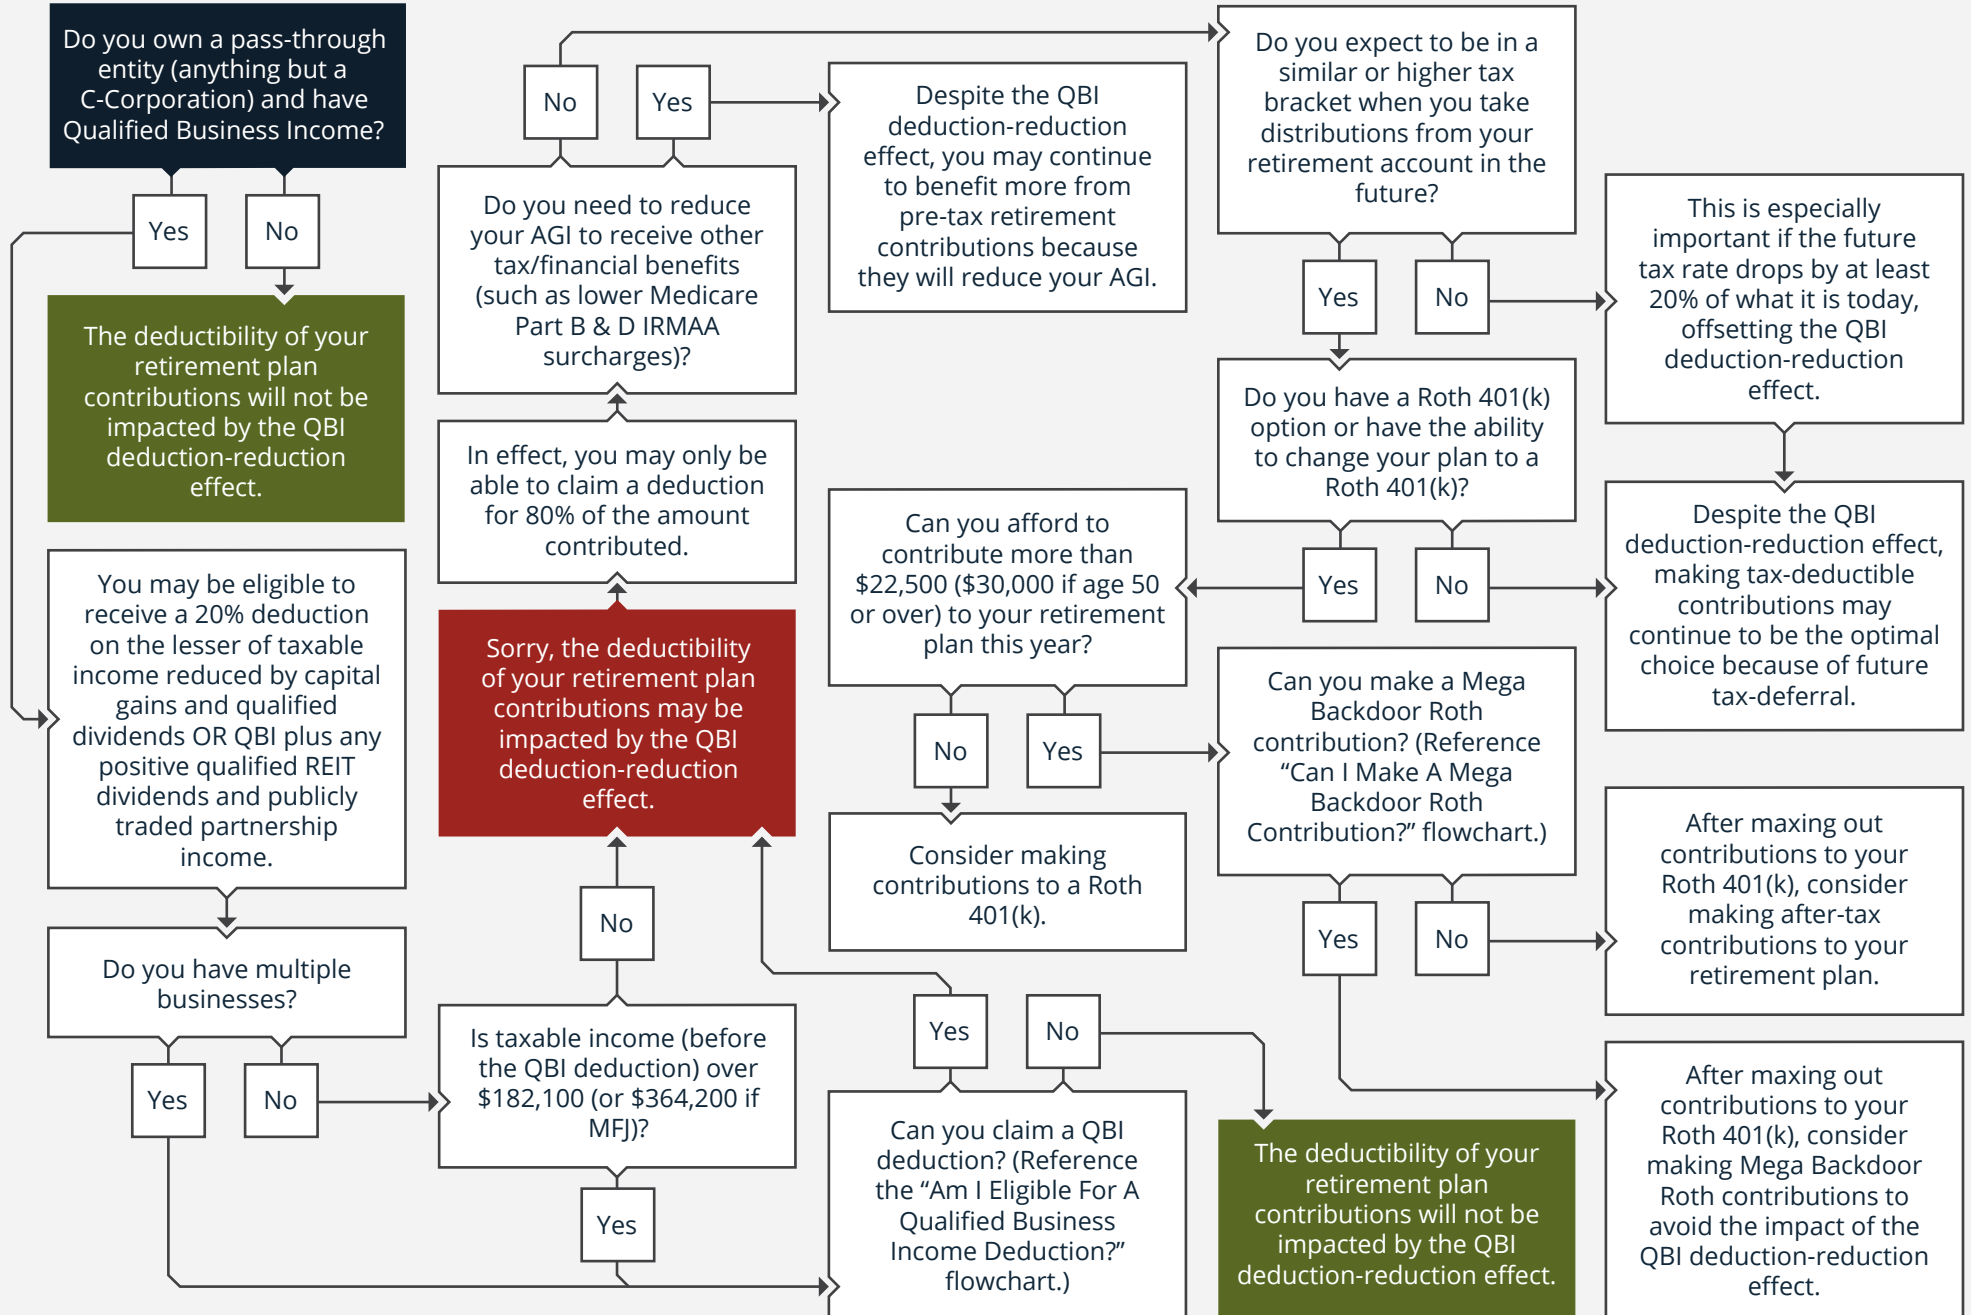 Do you own a pass-through
entity (anything but a
C-Corporation) and have
Qualified Business Income?
Yes
No
The deductibility of your
retirement plan
contributions will not be
impacted by the QBI
deduction-reduction
effect.
You may be eligible to
receive a 20% deduction
on the lesser of taxable
income reduced by capital
gains and qualified
dividends OR QBI plus any
positive qualified REIT
dividends and publicly
traded partnership
income.
Do you have multiple
businesses?
Yes
No
Is taxable income (before
the QBI deduction) over
$182,100 (or $364,200 if
MFJ)?
No
Yes
Sorry, the deductibility
of your retirement plan
contributions may be
impacted by the QBI
deduction-reduction
effect.
In effect, you may only be
able to claim a deduction
for 80% of the amount
contributed.
Do you need to reduce
your AGI to receive other
tax/financial benefits
(such as lower Medicare
Part B & D IRMAA
surcharges)?
No
Yes
Despite the QBI
deduction-reduction
effect, you may continue
to benefit more from
pre-tax retirement
contributions because
they will reduce your AGI.
Can you claim a QBI
deduction? (Reference
the “Am I Eligible For A
Qualified Business
Income Deduction?”
flowchart.)
Yes
No
The deductibility of your
retirement plan
contributions will not be
impacted by the QBI
deduction-reduction effect.
Do you expect to be in a
similar or higher tax
bracket when you take
distributions from your
retirement account in the
future?
Yes
No
This is especially
important if the future
tax rate drops by at least
20% of what it is today,
offsetting the QBI
deduction-reduction
effect.
Do you have a Roth 401(k)
option or have the ability
to change your plan to a
Roth 401(k)?
Yes
No
Despite the QBI
deduction-reduction effect,
making tax-deductible
contributions may
continue to be the optimal
choice because of future
tax-deferral.
Can you afford to
contribute more than
$22,500 ($30,000 if age 50
or over) to your retirement
plan this year?
No
Yes
Consider making
contributions to a Roth
401(k).
Can you make a Mega
Backdoor Roth
contribution? (Reference
“Can I Make A Mega
Backdoor Roth
Contribution?” flowchart.)
Yes
No
After maxing out
contributions to your
Roth 401(k), consider
making after-tax
contributions to your
retirement plan.
After maxing out
contributions to your
Roth 401(k), consider
making Mega Backdoor
Roth contributions to
avoid the impact of the
QBI deduction-reduction
effect.